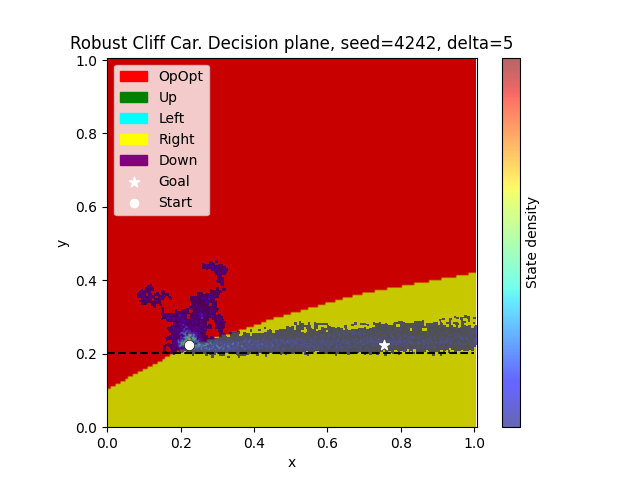 Robust Cliff Car. Decision plane, seed=4242, delta=5
1.0
0.8
0.6
0.4
0.2
0.0
y
OpOpt
Up
Left
Right
Down
Goal
Start
0.0 0.2 0.4 0.6 0.8 1.0
x
State density